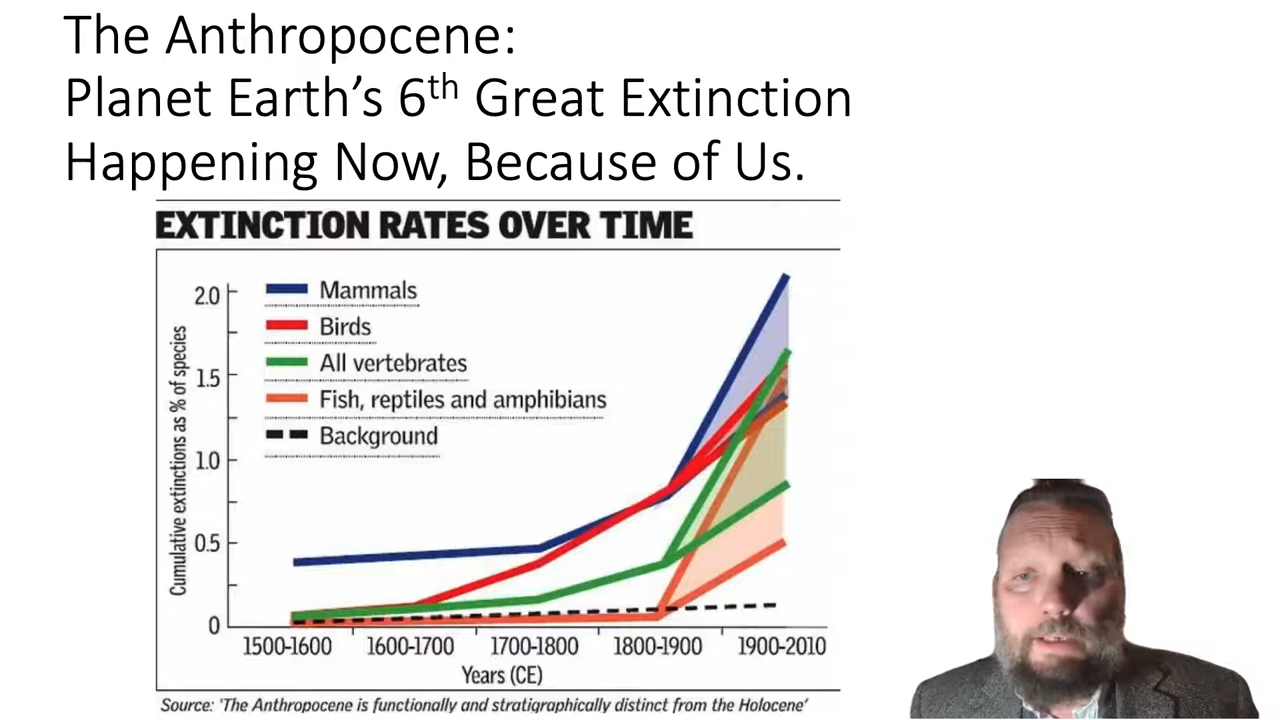 The Anthropocene:
Planet Earth’s 6th Great Extinction
Happening Now, Because of Us.
EXTINCTION RATES OVER TIME
Mammals
Birds
All vertebrates
Fish, reptiles and amphibians
Background
Cumulative extinctions as % of species
2.0
1.5
1.0
0.5
0
1500-1600 1600-1700 1700-1800 1800-1900 1900-2010
Years (CE)
Source: 'The Anthropocene is functionally and stratigraphically distinct from the Holocene'